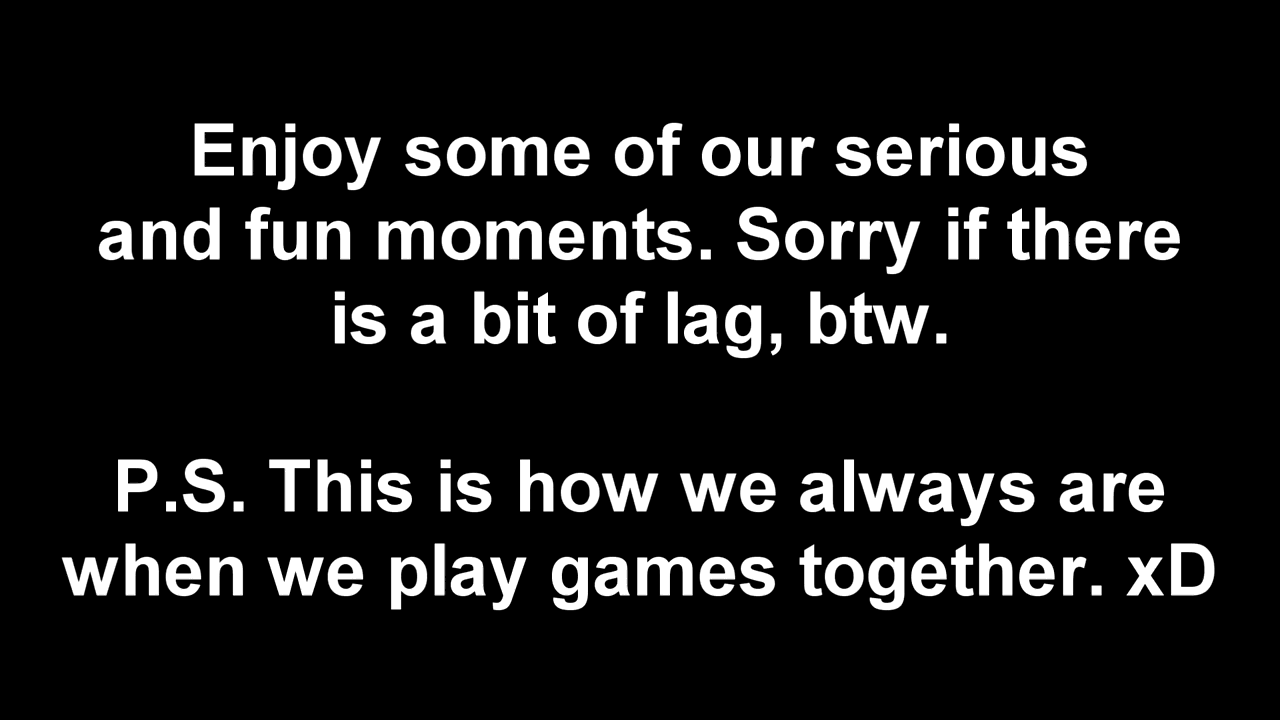 Enjoy some of our serious
and fun moments. Sorry if there
is a bit of lag, btw.
P.S. This is how we always are
when we play games together. xD